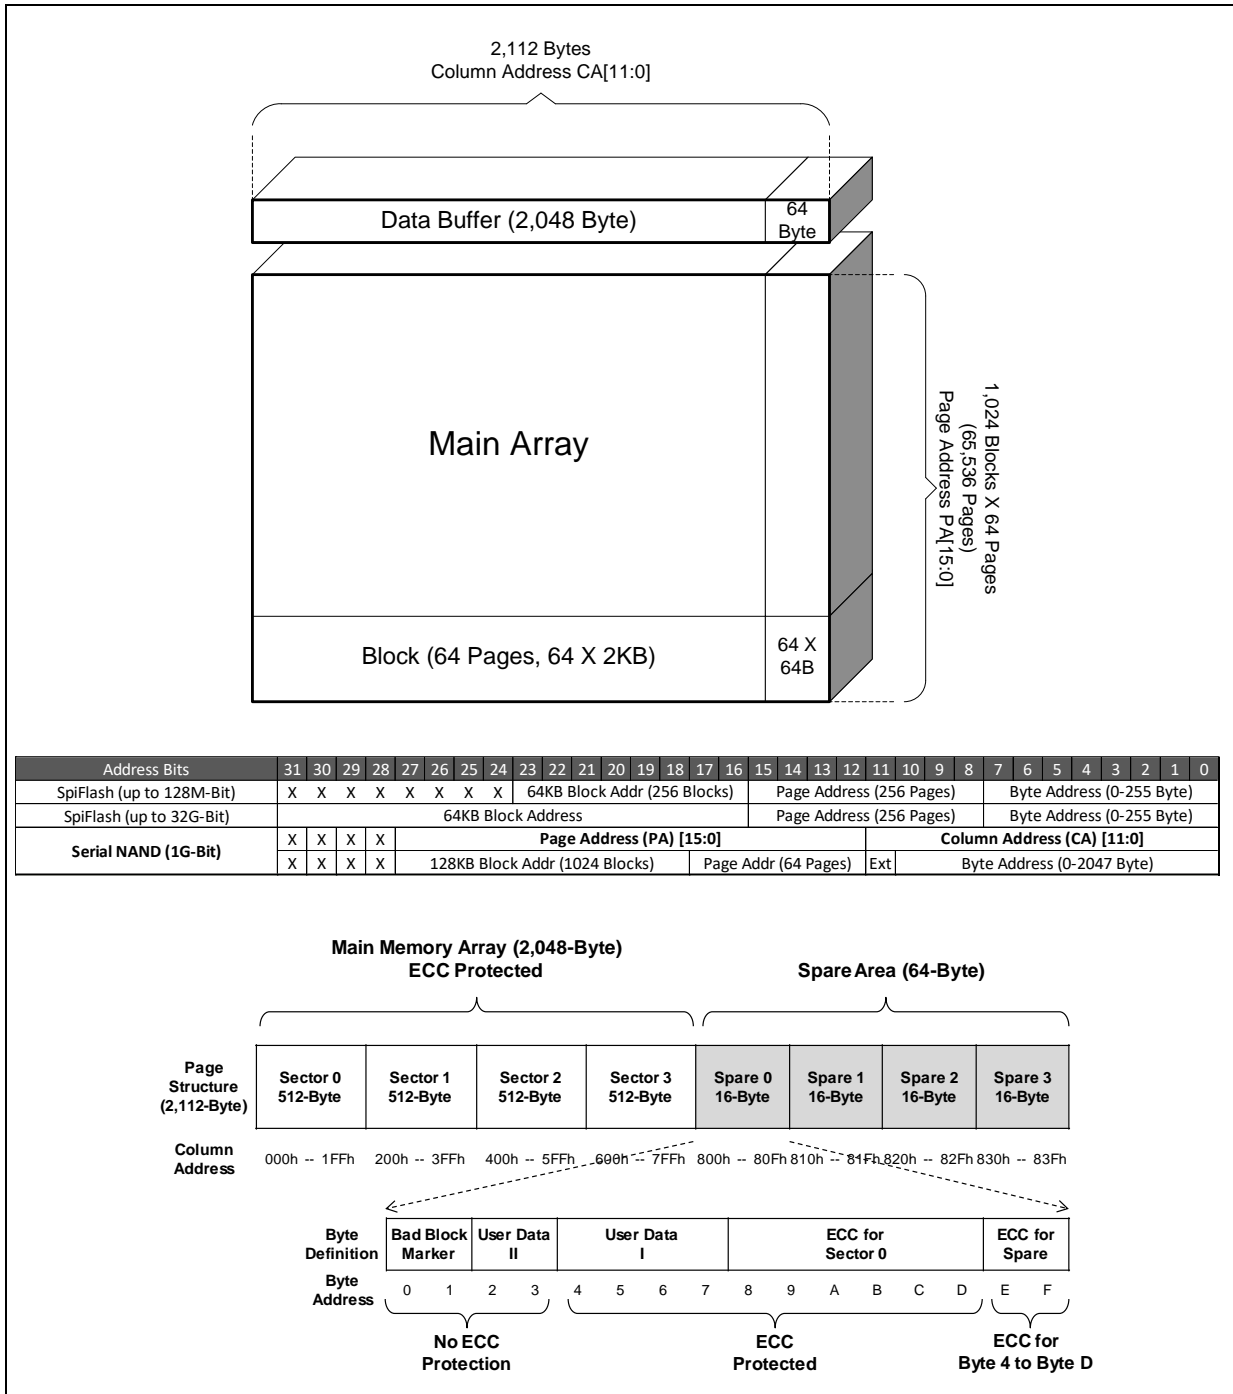 2,112 Bytes
Column Address CA[11:0]
Data Buffer (2,048 Byte)
64
Byte
Main Array
1,024 Blocks X 64 Pages
(65,536 Pages)
Page Address PA[15:0]
Block (64 Pages, 64 X 2KB)
64 X
64B
Address Bits 31 30 29 28 27 26 25 24 23 22 21 20 19 18 17 16 15 14 13 12 11 10 9 8 7 6 5 4 3 2 1 0
SpiFlash (up to 128M-Bit) X X X X X X X X 64KB Block Addr (256 Blocks) Page Address (256 Pages) Byte Address (0-255 Byte)
SpiFlash (up to 32G-Bit) 64KB Block Address Page Address (256 Pages) Byte Address (0-255 Byte)
Serial NAND (1G-Bit) X X X X Page Address (PA) [15:0] Column Address (CA) [11:0]
X X X X 128KB Block Addr (1024 Blocks) Page Addr (64 Pages) Ext Byte Address (0-2047 Byte)
Main Memory Array (2,048-Byte)
ECC Protected
Spare Area (64-Byte)
Page
Structure
(2,112-Byte)
Sector 0
512-Byte
Sector 1
512-Byte
Sector 2
512-Byte
Sector 3
512-Byte
Spare 0
16-Byte
Spare 1
16-Byte
Spare 2
16-Byte
Spare 3
16-Byte
Column
Address
000h -- 1FFh 200h -- 3FFh 400h -- 5FFh 600h -- 7FFh 800h -- 80Fh 810h -- 81Fh 820h -- 82Fh 830h -- 83Fh
Byte
Definition
Bad Block
Marker
User Data
II
User Data
I
ECC for
Sector 0
ECC for
Spare
Byte
Address
0 1 2 3 4 5 6 7 8 9 A B C D E F
No ECC
Protection
ECC
Protected
ECC for
Byte 4 to Byte D